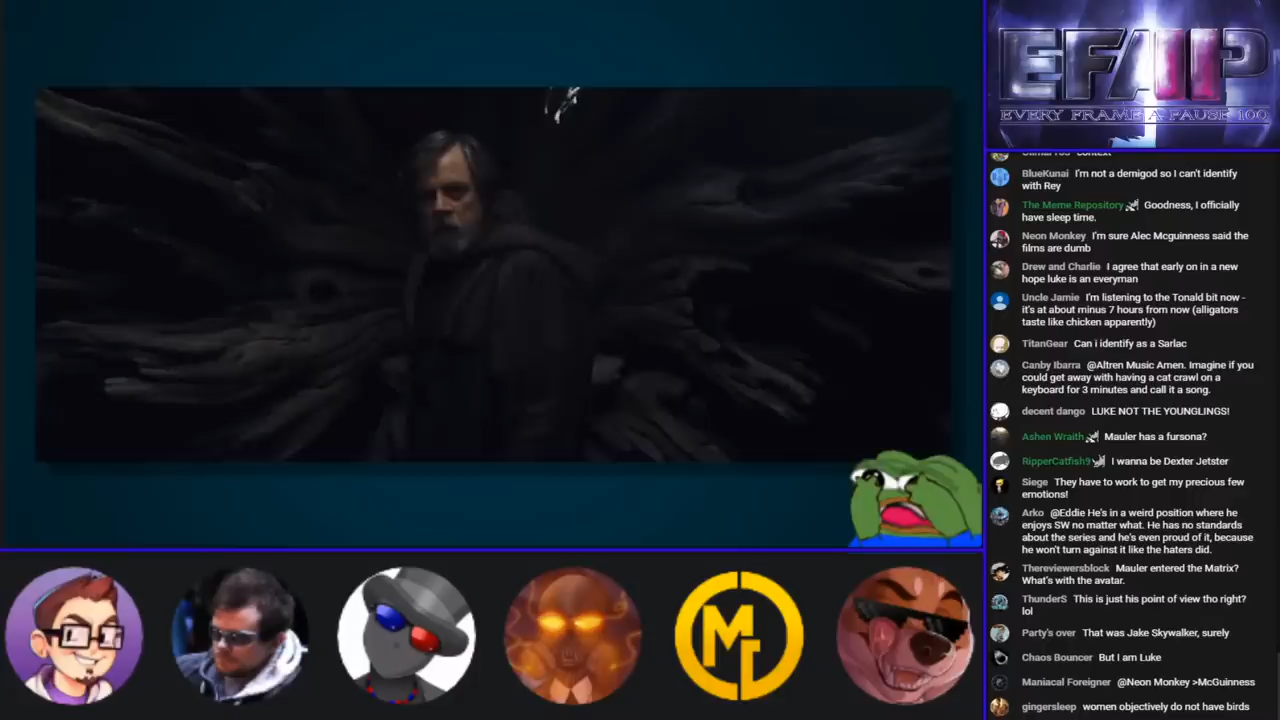 EFAP
EVERY FRAME A PAUSE 100
context
BlueKunai I'm not a demigod so I can't identify
with Rey
The Meme Repository Goodness, I officially
have sleep time.
Neon Monkey I'm sure Alec Mcguinness said the
films are dumb
Drew and Charlie I agree that early on in a new
hope luke is an everyman
Uncle Jamie I'm listening to the Tonald bit now -
it's at about minus 7 hours from now (alligators
taste like chicken apparently)
TitanGear Can i identify as a Sarlac
Canby Ibarra @Altren Music Amen. Imagine if you
could get away with having a cat crawl on a
keyboard for 3 minutes and call it a song.
decent dango LUKE NOT THE YOUNGLINGS!
Ashen Wraith Mauler has a fursona?
RipperCatfish9 I wanna be Dexter Jetster
Siege They have to work to get my precious few
emotions!
Arko @Eddie He's in a weird position where he
enjoys SW no matter what. He has no standards
about the series and he's even proud of it, because
he won't turn against it like the haters did.
Thereviewersblock Mauler entered the Matrix?
What's with the avatar.
ThunderS This is just his point of view tho right?
lol
Party's over That was Jake Skywalker, surely
Chaos Bouncer But I am Luke
Maniacal Foreigner @Neon Monkey >McGuinness
gingersleep women objectively do not have birds